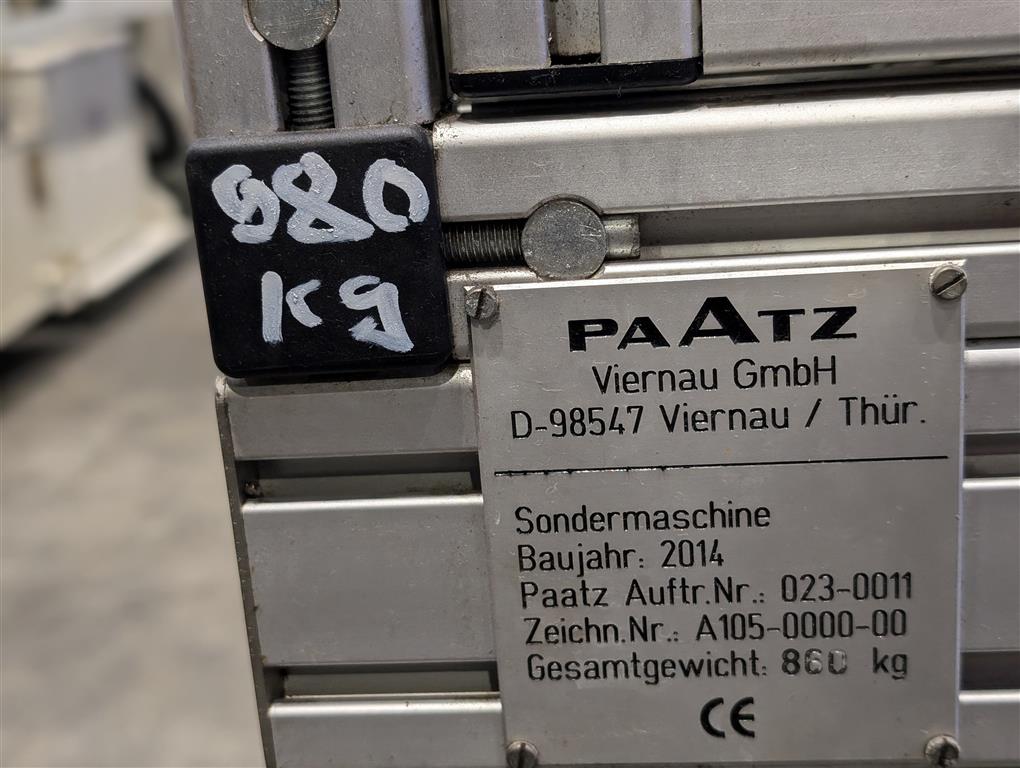 980
kg
PAATZ
Viernau GmbH
D-98547 Viernau / Thür.
Sondermaschine
Baujahr: 2014
Paatz Auftr.Nr.: 023-0011
Zeichn.Nr.: A105-0000-00
Gesamtgewicht: 860 kg
CE